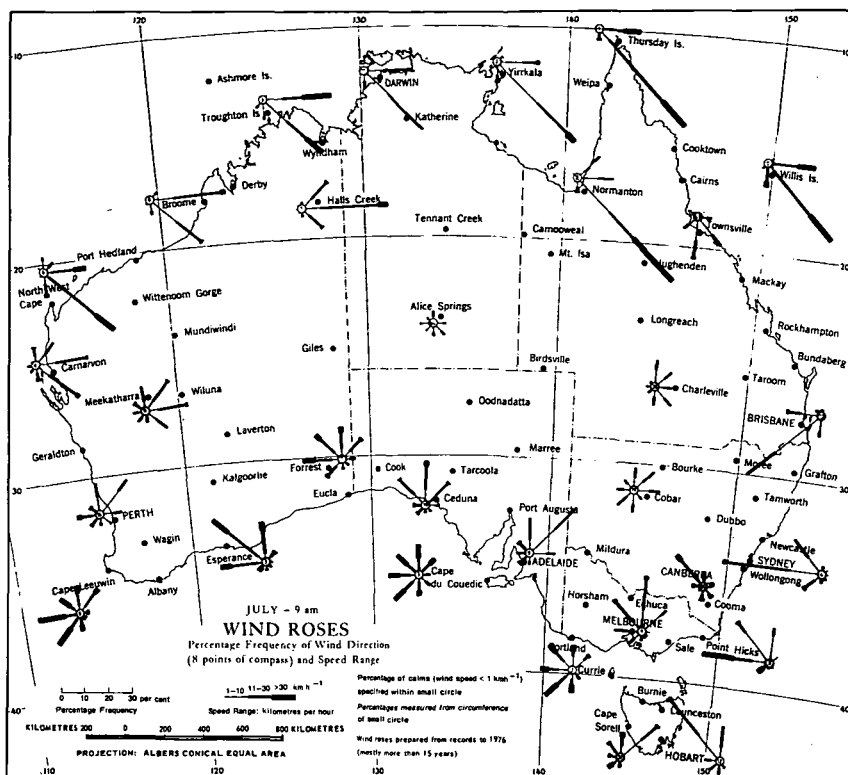 120
130
140
150
10
Thursday Is.
Ashmore Is.
DARWIN
Yirrkala
Weipa
Troughton Is
Katherine
Wyndham
Cooktown
Derby
Cairns
Willis Is.
Broome
Halls Creek
Normanton
Tennant Creek
Camooweal
Townsville
Port Hedland
Mt. Isa
Hughenden
20
20
North West
Cape
Wittenoom Gorge
Mackay
Alice Springs
Longreach
Mundiwindi
Rockhampton
Giles
Birdsville
Bundaberg
Carnarvon
Meekatharra
Wiluna
Charleville
Taroom
Oodnadatta
BRISBANE
Laverton
Marree
Geraldton
Forrest
Cook
Tarcoola
Bourke
Moree
Grafton
Kalgoorlie
30
30
Eucla
Ceduna
Cobar
Tamworth
PERTH
Port Augusta
Dubbo
Wagin
Newcastle
Esperance
Mildura
ADELAIDE
SYDNEY
Wollongong
Cape Leeuwin
Albany
Cape
du Couedic
CANBERRA
Horsham
Echuca
Cooma
MELBOURNE
Portland
Sale
Point Hicks
Currie
Burnie
Launceston
Cape
Sorell
HOBART
JULY – 9 am
WIND ROSES
Percentage Frequency of Wind Direction
(8 points of compass) and Speed Range
0 10 20 30 per cent
Percentage Frequency
1–10 11–30 >30 km h⁻¹
Speed Range: kilometres per hour
Percentage of calms (wind speed < 1 kmh⁻¹)
specified within small circle
Percentages measured from circumference
of small circle
Wind roses prepared from records to 1976
(mostly more than 15 years)
40
40
KILOMETRES 200 0 200 400 600 800 KILOMETRES
PROJECTION: ALBERS CONICAL EQUAL AREA
110
120
130
140
150